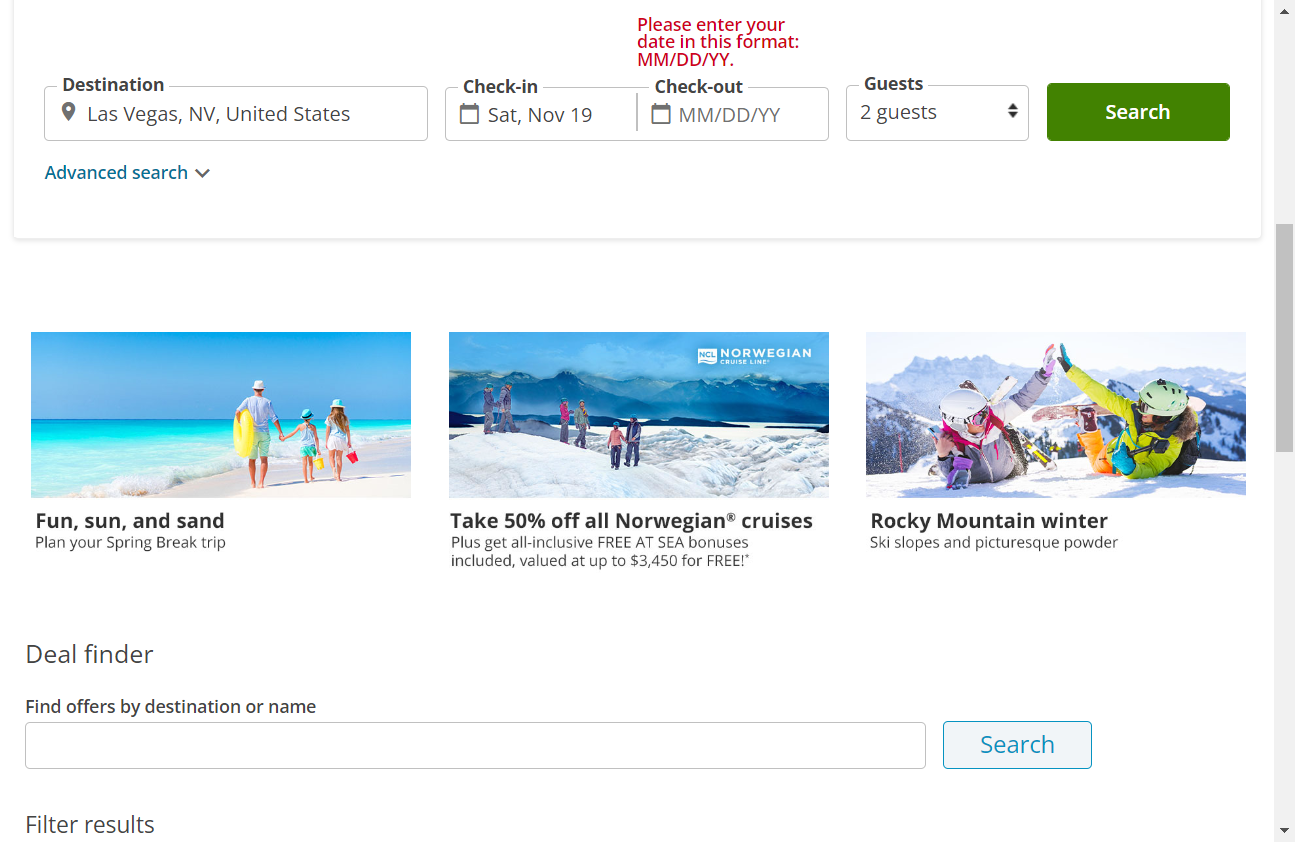 Please enter your
date in this format:
MM/DD/YY.
Destination
Las Vegas, NV, United States
Check-in
Sat, Nov 19
Check-out
MM/DD/YY
Guests
2 guests
Search
Advanced search
NCL NORWEGIAN
CRUISE LINE®
Fun, sun, and sand
Plan your Spring Break trip
Take 50% off all Norwegian® cruises
Plus get all-inclusive FREE AT SEA bonuses
included, valued at up to $3,450 for FREE!*
Rocky Mountain winter
Ski slopes and picturesque powder
Deal finder
Find offers by destination or name
Search
Filter results